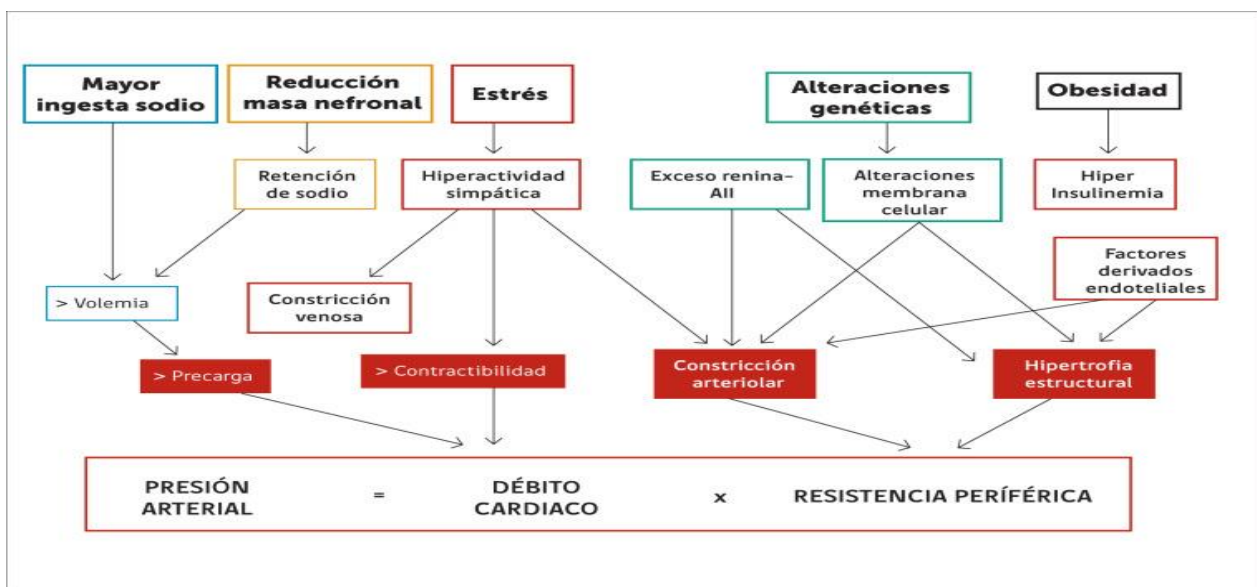 Mayor
ingesta sodio
Reducción
masa nefronal
Estrés
Alteraciones
genéticas
Obesidad
Retención
de sodio
Hiperactividad
simpática
Exceso renina-
AII
Alteraciones
membrana
celular
Hiper
Insulinemia
Factores
derivados
endoteliales
> Volemia
Constricción
venosa
> Precarga
> Contractibilidad
Constricción
arteriolar
Hipertrofia
estructural
PRESIÓN
ARTERIAL
=
DÉBITO
CARDIACO
x
RESISTENCIA PERÍFÉRICA